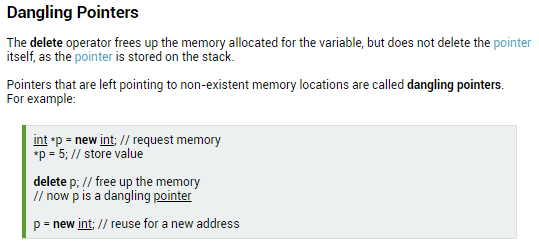 Dangling Pointers
The delete operator frees up the memory allocated for the variable, but does not delete the pointer
itself, as the pointer is stored on the stack.
Pointers that are left pointing to non-existent memory locations are called dangling pointers.
For example:
int *p = new int; // request memory
*p = 5; // store value
delete p; // free up the memory
// now p is a dangling pointer
p = new int; // reuse for a new address